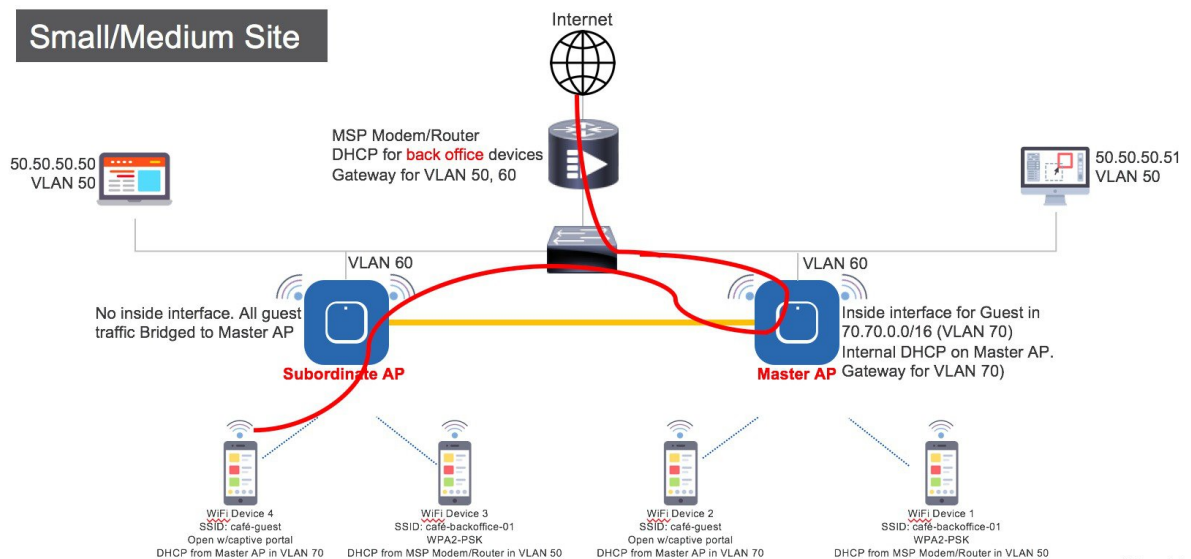 Small/Medium Site
Internet
MSP Modem/Router
DHCP for back office devices
Gateway for VLAN 50, 60
50.50.50.50
VLAN 50
50.50.50.51
VLAN 50
VLAN 60
VLAN 60
No inside interface. All guest
traffic Bridged to Master AP
Inside interface for Guest in
70.70.0.0/16 (VLAN 70)
Internal DHCP on Master AP.
Gateway for VLAN 70)
Subordinate AP
Master AP
WiFi Device 4
SSID: café-guest
Open w/captive portal
DHCP from Master AP in VLAN 70
WiFi Device 3
SSID: café-backoffice-01
WPA2-PSK
DHCP from MSP Modem/Router in VLAN 50
WiFi Device 2
SSID: café-guest
Open w/captive portal
DHCP from Master AP in VLAN 70
WiFi Device 1
SSID: café-backoffice-01
WPA2-PSK
DHCP from MSP Modem/Router in VLAN 50